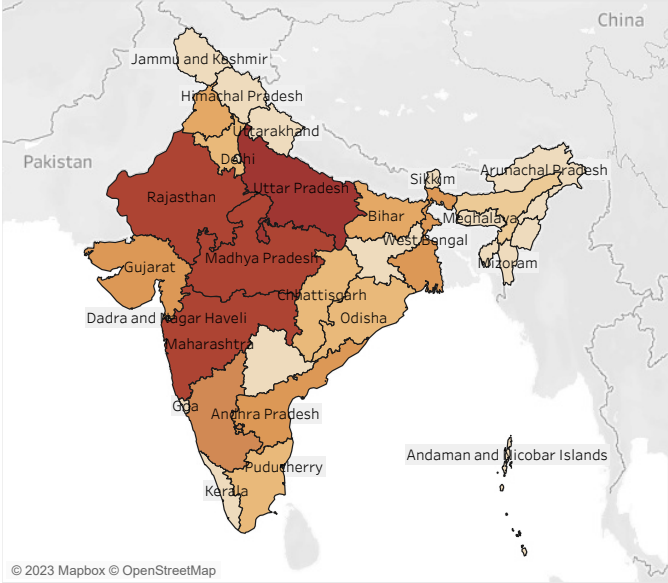 China
Jammu and Keshmir
Himachal Pradesh
Uttarakhand
Pakistan
Delhi
Sikkim
Arunachal Pradesh
Uttar Pradesh
Rajasthan
Bihar
Meghalaya
West Bengal
Madhya Pradesh
Mizoram
Gujarat
Chhattisgarh
Dadra and Nagar Haveli
Odisha
Maharashtra
Goa
Andhra Pradesh
Andaman and Nicobar Islands
Puducherry
Kerala
© 2023 Mapbox © OpenStreetMap